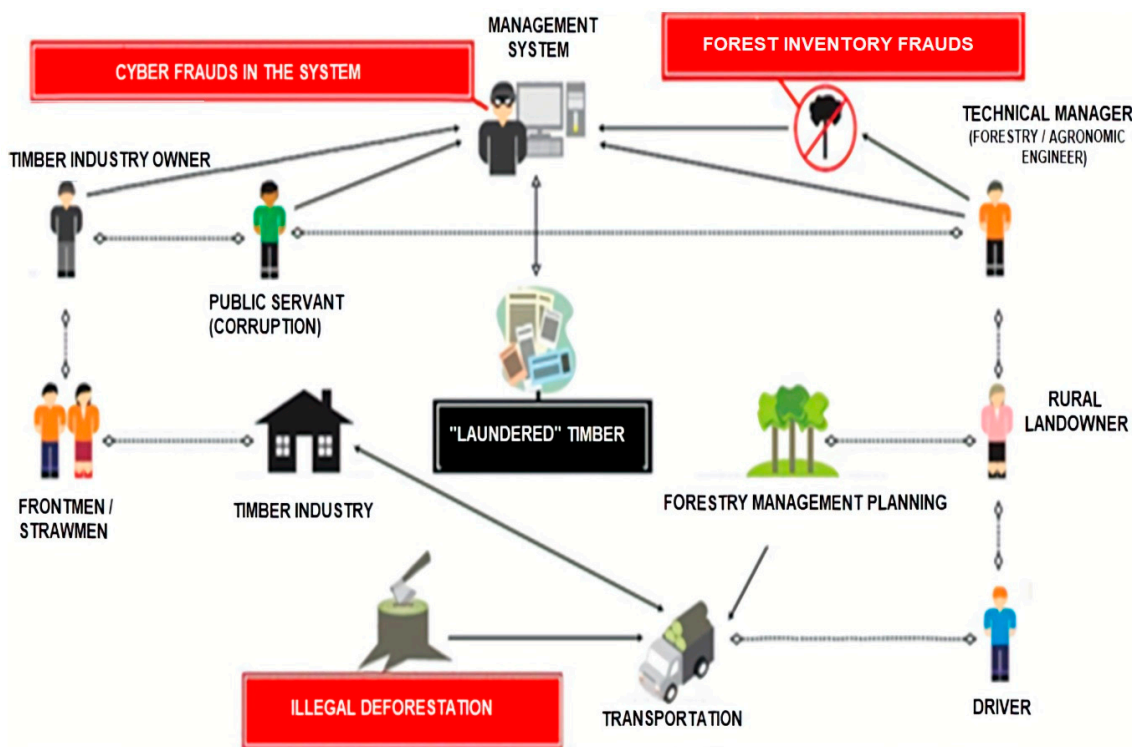 MANAGEMENT
SYSTEM
FOREST INVENTORY FRAUDS
CYBER FRAUDS IN THE SYSTEM
TECHNICAL MANAGER
(FORESTRY / AGRONOMIC
ENGINEER)
TIMBER INDUSTRY OWNER
PUBLIC SERVANT
(CORRUPTION)
RURAL
LANDOWNER
"LAUNDERED" TIMBER
FRONTMEN /
STRAWMEN
TIMBER INDUSTRY
FORESTRY MANAGEMENT PLANNING
ILLEGAL DEFORESTATION
TRANSPORTATION
DRIVER